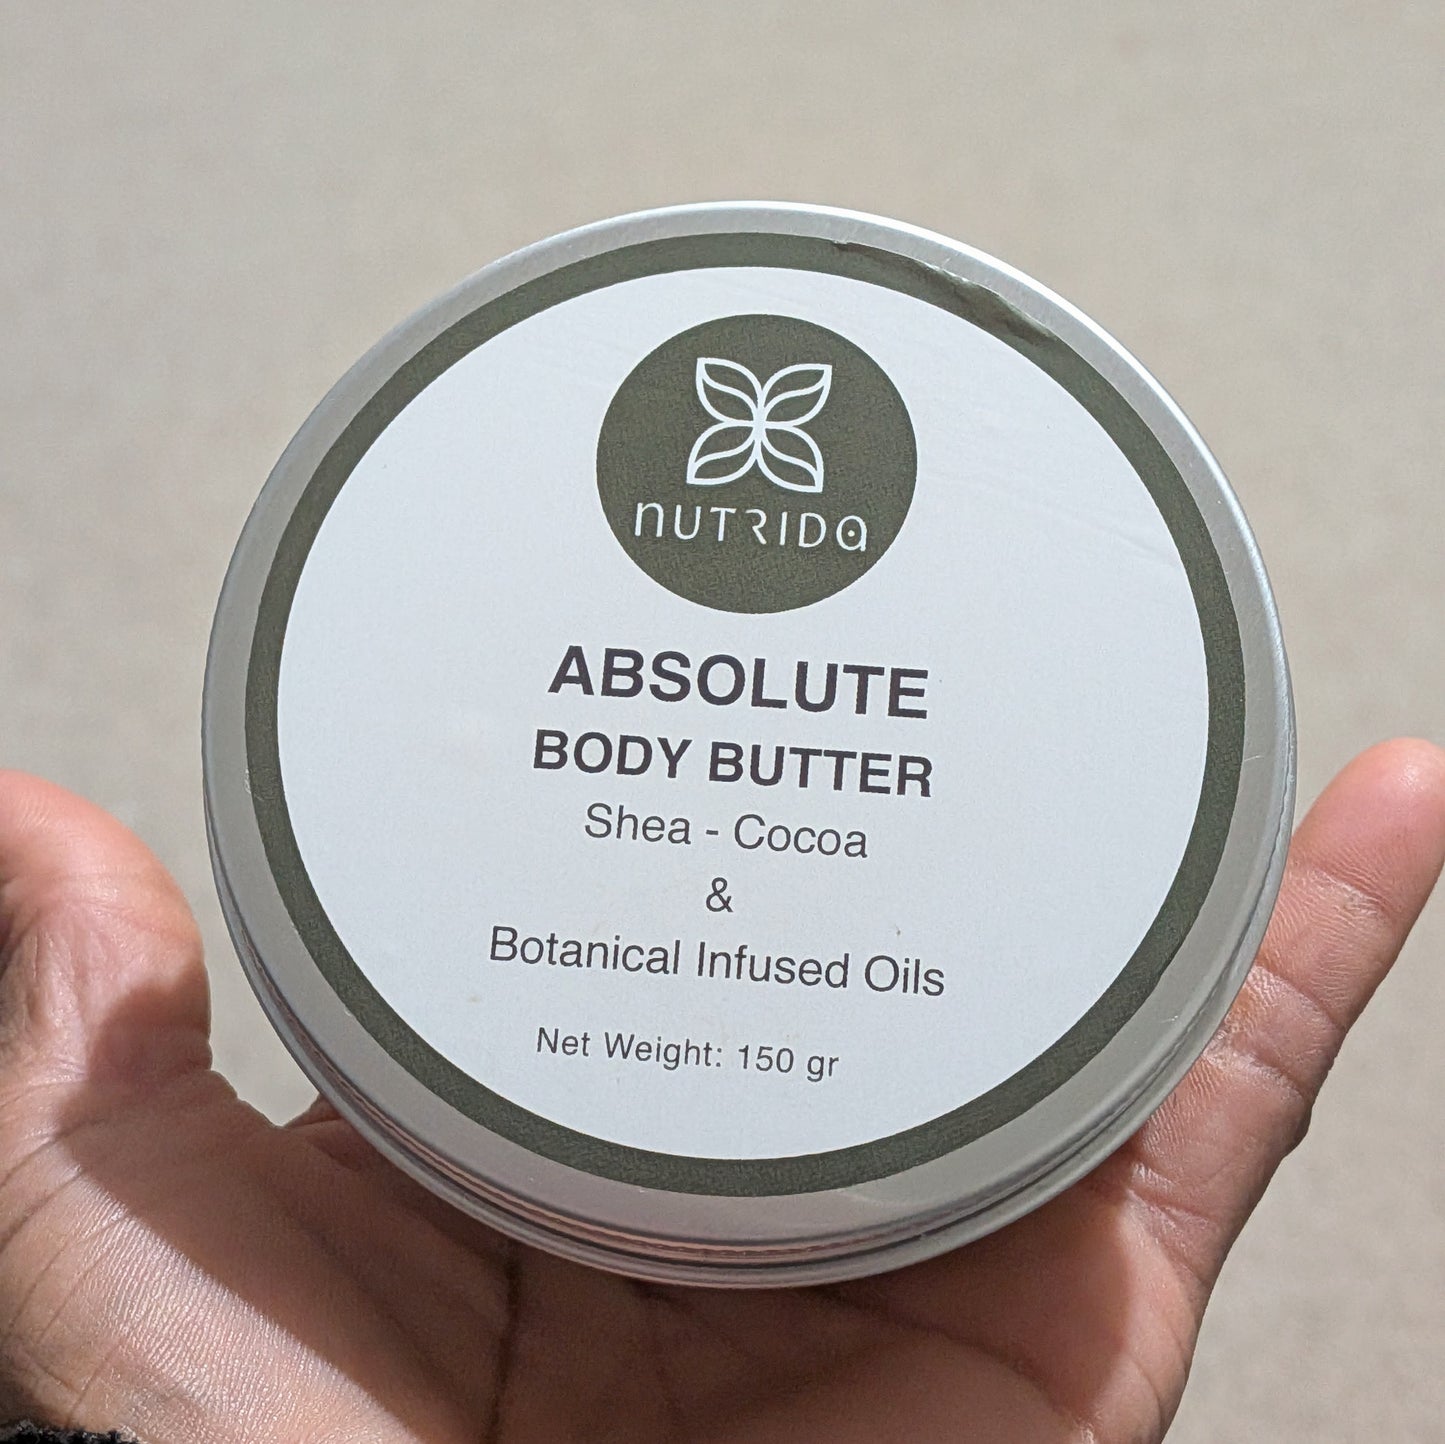 nUTRIDa
ABSOLUTE
BODY BUTTER
Shea - Cocoa
&
Botanical Infused Oils
Net Weight: 150 gr